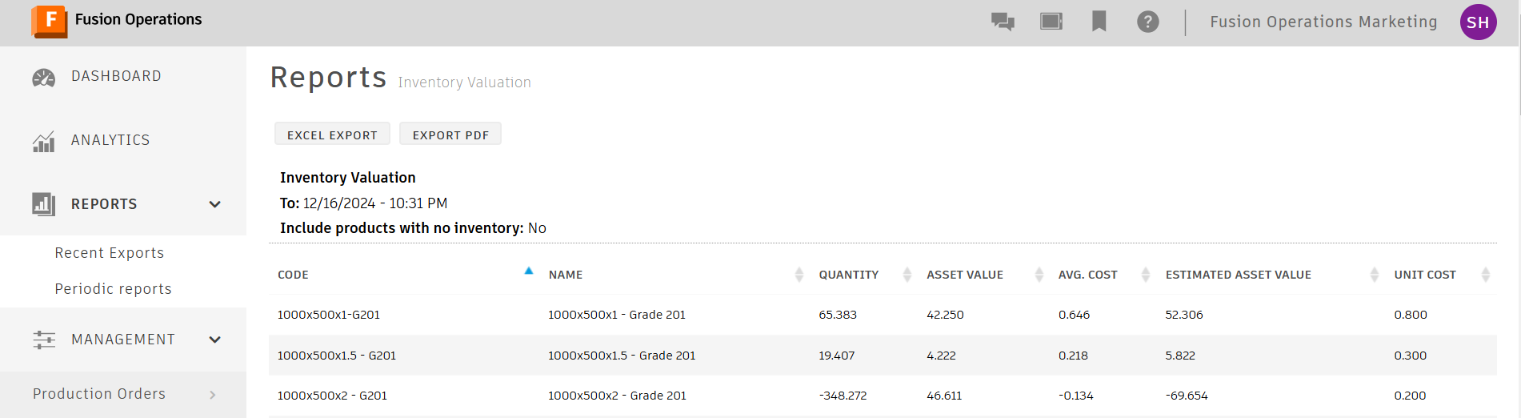 F Fusion Operations
? Fusion Operations Marketing SH
DASHBOARD
ANALYTICS
REPORTS
Recent Exports
Periodic reports
MANAGEMENT
Production Orders
Reports Inventory Valuation
EXCEL EXPORT EXPORT PDF
Inventory Valuation
To: 12/16/2024 - 10:31 PM
Include products with no inventory: No
CODE NAME QUANTITY ASSET VALUE AVG. COST ESTIMATED ASSET VALUE UNIT COST
1000x500x1-G201 1000x500x1 - Grade 201 65.383 42.250 0.646 52.306 0.800
1000x500x1.5 - G201 1000x500x1.5 - Grade 201 19.407 4.222 0.218 5.822 0.300
1000x500x2 - G201 1000x500x2 - Grade 201 -348.272 46.611 -0.134 -69.654 0.200